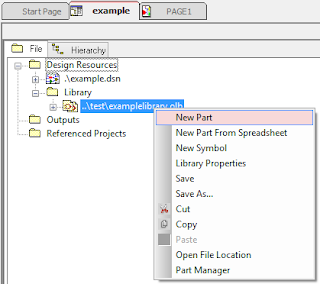 Start Page
example
PAGE1
File
Hierarchy
Design Resources
.\example.dsn
Library
..\test\examplelibrary.olb
Outputs
Referenced Projects
New Part
New Part From Spreadsheet
New Symbol
Library Properties
Save
Save As...
Cut
Copy
Paste
Open File Location
Part Manager